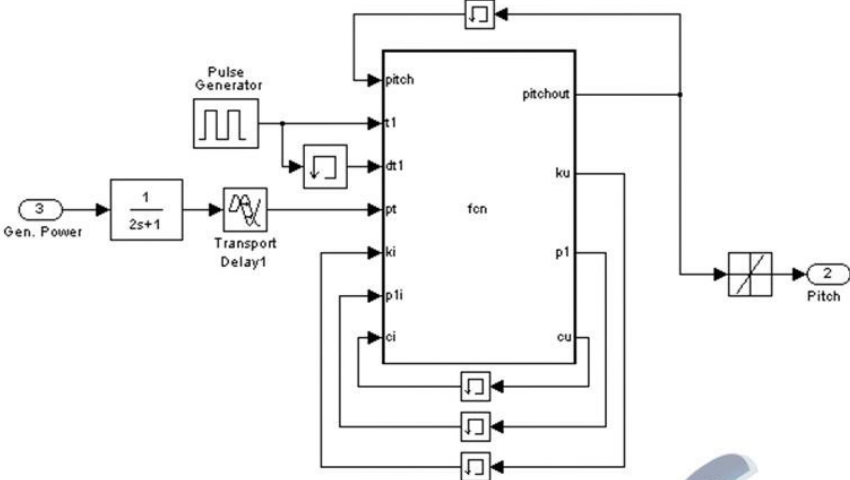 Pulse
Generator
3
Gen. Power
1
2s+1
Transport
Delay1
pitch
t1
dt1
pt
ki
p1i
ci
fcn
pitchout
ku
p1
cu
2
Pitch